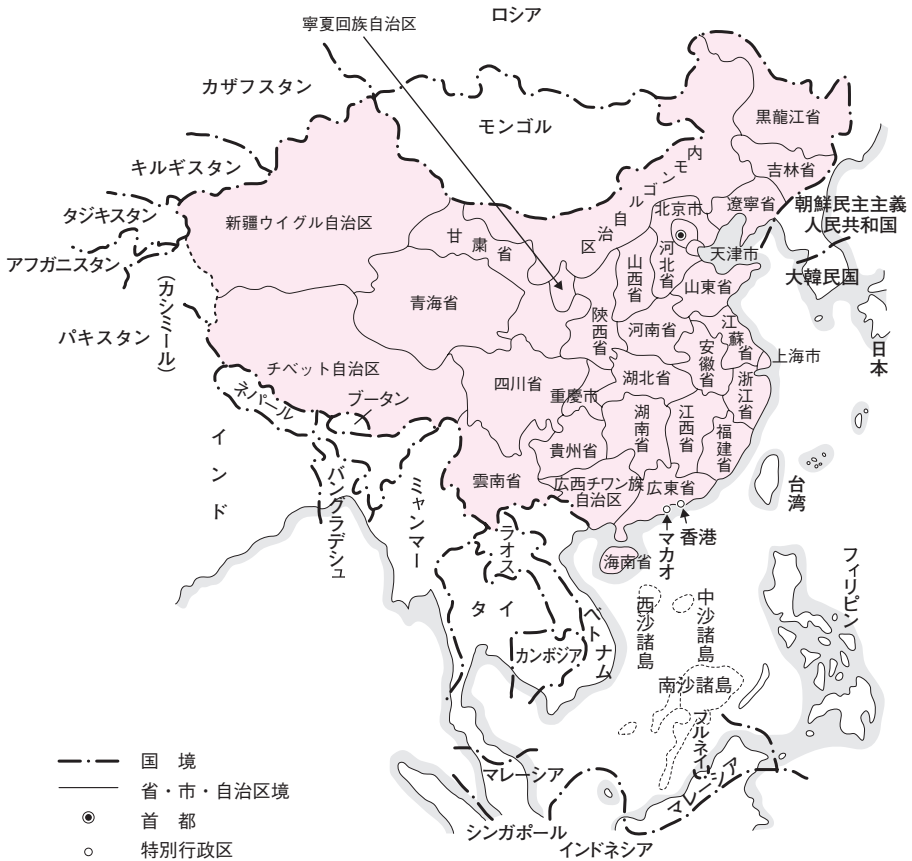 ロシア
寧夏回族自治区
カザフスタン
モンゴル
キルギスタン
タジキスタン
アフガニスタン
(カシミール)
パキスタン
新疆ウイグル自治区
甘粛省
内モンゴル自治区
黒龍江省
吉林省
遼寧省
北京市
天津市
河北省
朝鮮民主主義
人民共和国
大韓民国
日本
青海省
山西省
山東省
陝西省
河南省
江蘇省
安徽省
上海市
チベット自治区
四川省
重慶市
湖北省
浙江省
ネパール
ブータン
インド
バングラデシュ
ミャンマー
貴州省
湖南省
江西省
福建省
雲南省
広西チワン族
自治区
広東省
台湾
香港
マカオ
海南省
ラオス
タイ
ベトナム
カンボジア
西沙諸島
中沙諸島
南沙諸島
フィリピン
ブルネイ
マレーシア
マレーシア
シンガポール
インドネシア
国境
省・市・自治区境
首都
特別行政区